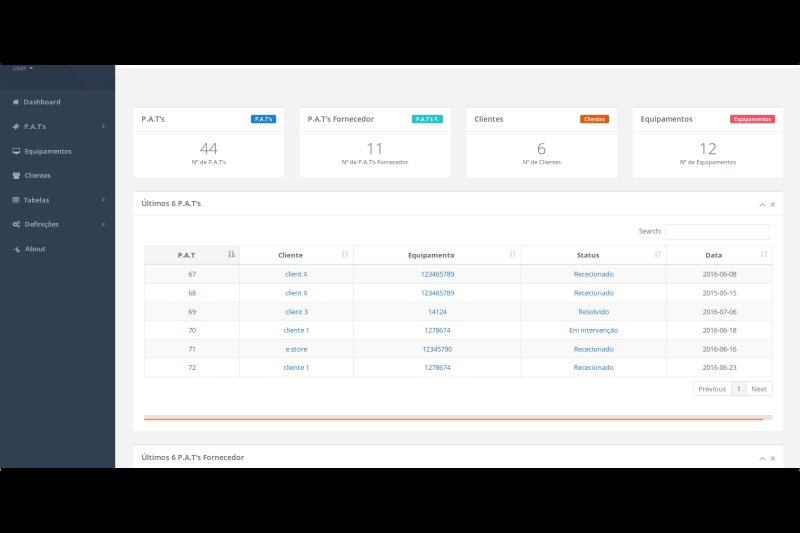 user
Dashboard
P.A.T's
Equipamentos
Clientes
Tabelas
Definições
About
P.A.T's P.A.T's
44
Nº de P.A.T's
P.A.T's Fornecedor P.A.T's F.
11
Nº de P.A.T's Fornecedor
Clientes Clientes
6
Nº de Clientes
Equipamentos Equipamentos
12
Nº de Equipamentos
Últimos 6 P.A.T's
Search:
P.A.T Cliente Equipamento Status Data
67 client X 123465789 Rececionado 2016-06-08
68 client X 123465789 Rececionado 2015-05-15
69 client 3 14124 Resolvido 2016-07-06
70 cliente 1 1278674 Em intervenção 2016-06-18
71 e.store 12345790 Rececionado 2016-06-16
72 cliente 1 1278674 Rececionado 2016-06-23
Previous 1 Next
Últimos 6 P.A.T's Fornecedor